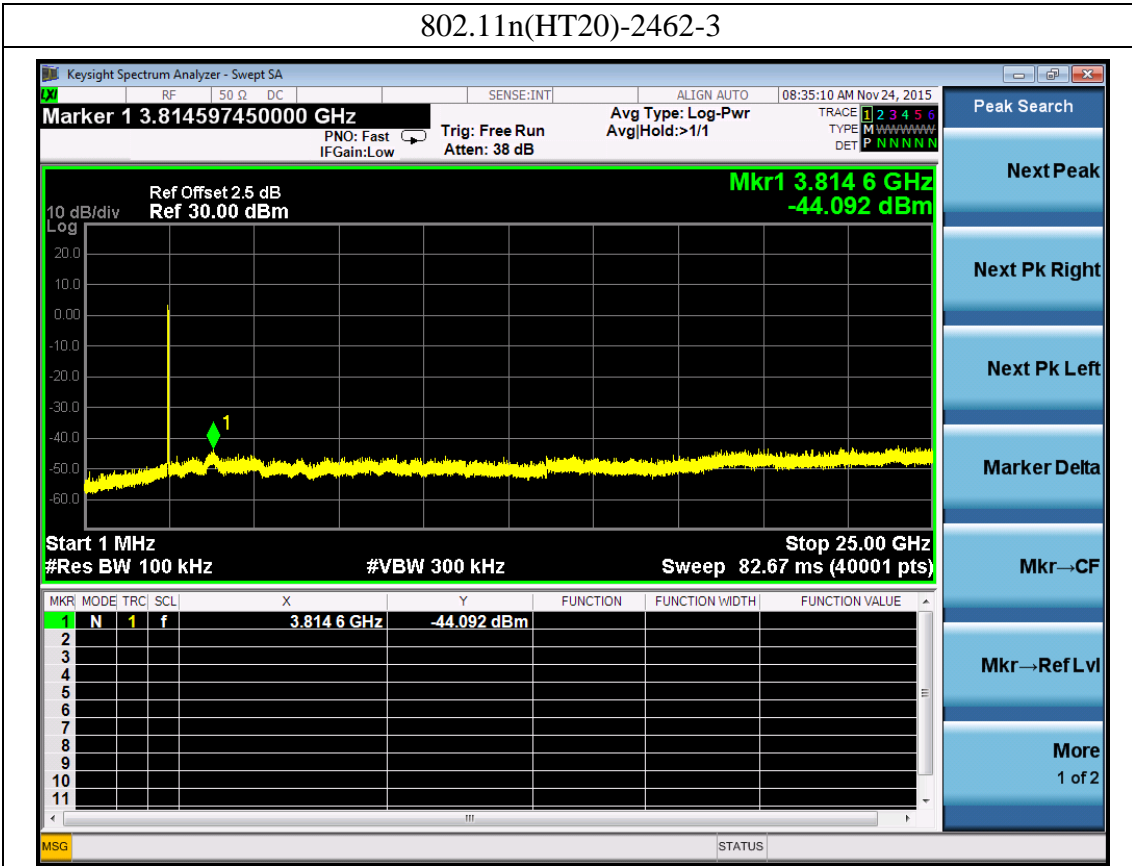 802.11n(HT20)-2462-3
Keysight Spectrum Analyzer - Swept SA
LXI RF 50 Ω DC SENSE:INT ALIGN AUTO 08:35:10 AM Nov 24, 2015
Marker 1 3.814597450000 GHz
PNO: Fast
IFGain:Low
Trig: Free Run
Atten: 38 dB
Avg Type: Log-Pwr
Avg|Hold:>1/1
TRACE 1 2 3 4 5 6
TYPE M WWWWW
DET P N N N N N
Peak Search
Next Peak
Next Pk Right
Next Pk Left
Marker Delta
Mkr→CF
Mkr→Ref Lvl
More
1 of 2
Mkr1 3.814 6 GHz
-44.092 dBm
Ref Offset 2.5 dB
10 dB/div Ref 30.00 dBm
Log
20.0
10.0
0.00
-10.0
-20.0
-30.0
-40.0
-50.0
-60.0
1
Start 1 MHz Stop 25.00 GHz
#Res BW 100 kHz #VBW 300 kHz Sweep 82.67 ms (40001 pts)
MKR MODE TRC SCL X Y FUNCTION FUNCTION WIDTH FUNCTION VALUE
1 N 1 f 3.814 6 GHz -44.092 dBm
2
3
4
5
6
7
8
9
10
11
MSG STATUS